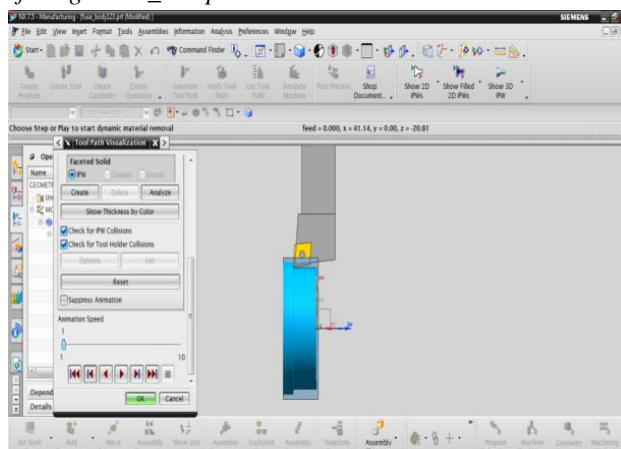 NX 7.5 - Manufacturing - [fuse_body123.prt (Modified) ]
SIEMENS
File Edit View Insert Format Tools Assemblies Information Analysis Preferences Window Help
Start
Command Finder
Create Program
Create Tool
Create Geometry
Create Operation
Generate Tool Path
Verify Tool Path
List Tool Path
Simulate Machine
Post Process
Shop Document...
Show 2D IPWs
Show Filled 2D IPWs
Show 3D IPW
Choose Step or Play to start dynamic material removal
feed = 0.000, x = 41.14, y = 0.00, z = -20.81
Tool Path Visualization
Ope
Name
GEOMET
Faceted Solid
IPW Gouges Excess
Create Delete Analyze
Show Thickness by Color
Check for IPW Collisions
Check for Tool Holder Collisions
Options List
Reset
Suppress Animation
Animation Speed
1
1 10
OK Cancel
Depend
Details
Set Work
Add
Move
Assembly
Show and
Assembly
Exploded
Assembly
Relations
Assembly
Program
Machine
Geometry
Machining